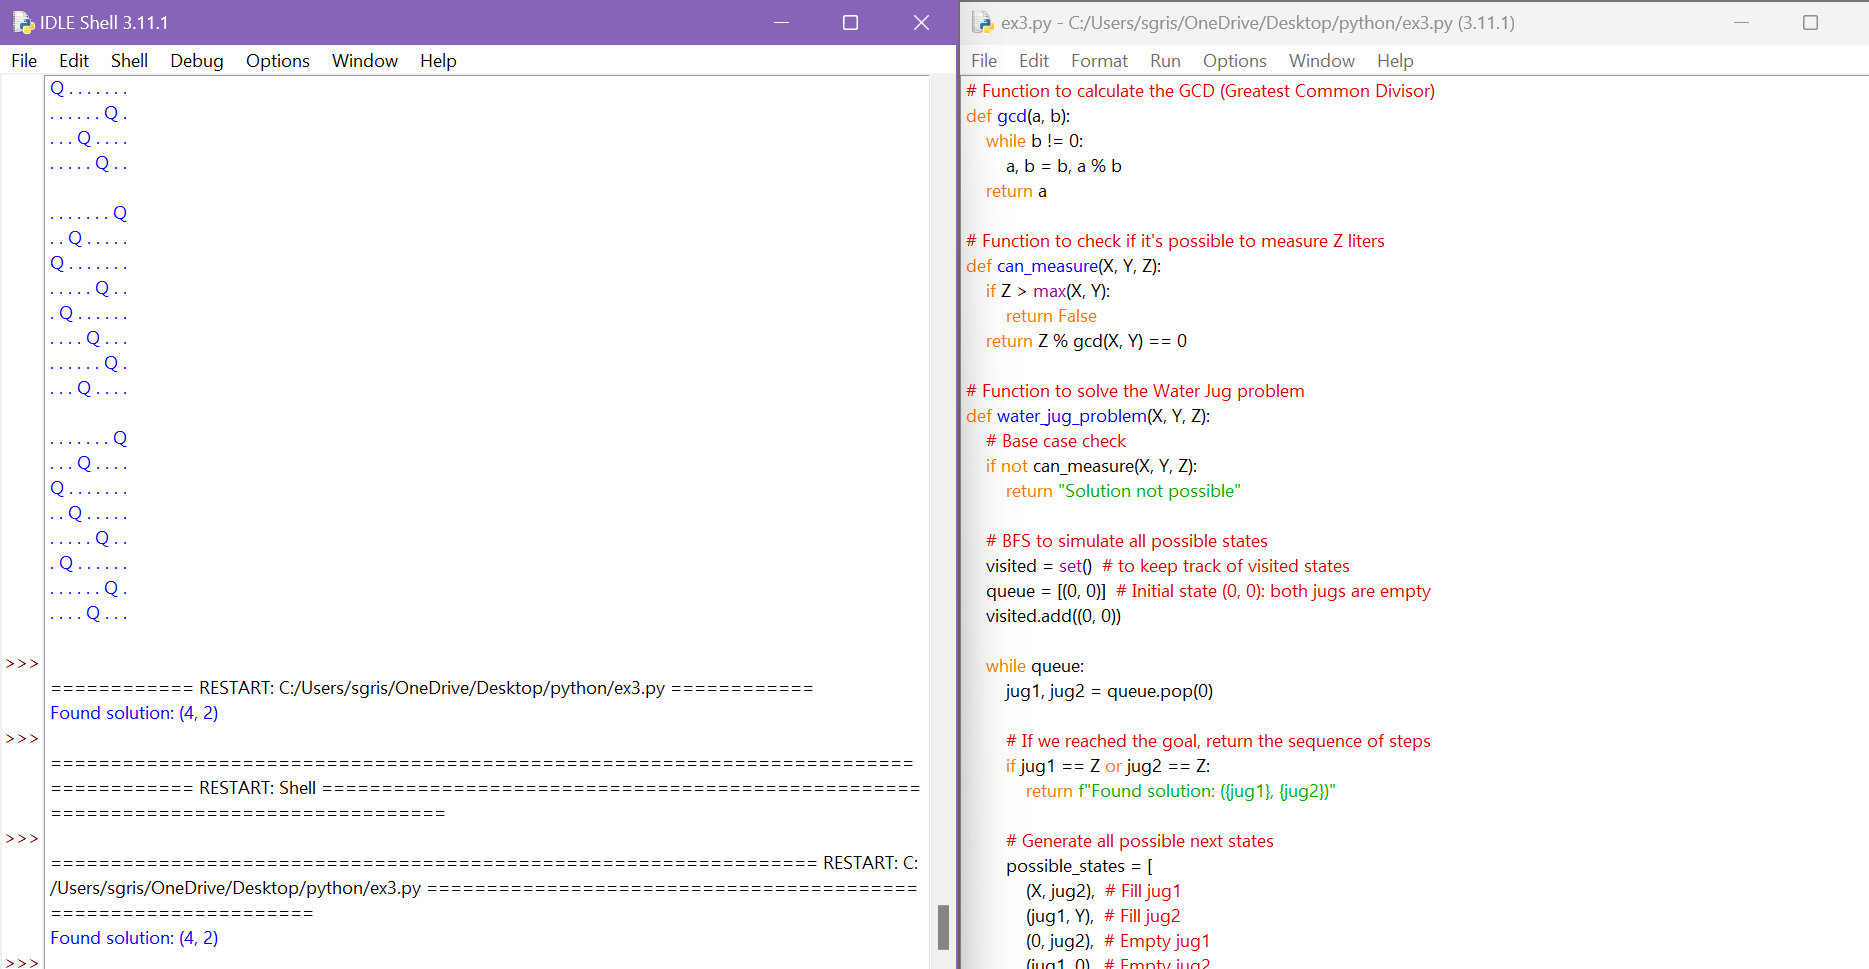 IDLE Shell 3.11.1
File Edit Shell Debug Options Window Help
Q . . . . . . .
. . . . . . Q .
. . . Q . . . .
. . . . . Q . .
. . . . . . . Q
. . Q . . . . .
Q . . . . . . .
. . . . . Q . .
. Q . . . . . .
. . . . Q . . .
. . . . . . Q .
. . . Q . . . .
. . . . . . . Q
. . . Q . . . .
Q . . . . . . .
. . Q . . . . .
. . . . . Q . .
. Q . . . . . .
. . . . . . Q .
. . . . Q . . .
>>>
============ RESTART: C:/Users/sgris/OneDrive/Desktop/python/ex3.py ============
Found solution: (4, 2)
>>>
========================================================================
============ RESTART: Shell ==================================================
=================================
>>>
================================================================ RESTART: C:
/Users/sgris/OneDrive/Desktop/python/ex3.py =========================================
======================
Found solution: (4, 2)
>>>
ex3.py - C:/Users/sgris/OneDrive/Desktop/python/ex3.py (3.11.1)
File Edit Format Run Options Window Help
# Function to calculate the GCD (Greatest Common Divisor)
def gcd(a, b):
    while b != 0:
        a, b = b, a % b
    return a
# Function to check if it's possible to measure Z liters
def can_measure(X, Y, Z):
    if Z > max(X, Y):
        return False
    return Z % gcd(X, Y) == 0
# Function to solve the Water Jug problem
def water_jug_problem(X, Y, Z):
    # Base case check
    if not can_measure(X, Y, Z):
        return "Solution not possible"
    # BFS to simulate all possible states
    visited = set()  # to keep track of visited states
    queue = [(0, 0)]  # Initial state (0, 0): both jugs are empty
    visited.add((0, 0))
    while queue:
        jug1, jug2 = queue.pop(0)
        # If we reached the goal, return the sequence of steps
        if jug1 == Z or jug2 == Z:
            return f"Found solution: ({jug1}, {jug2})"
        # Generate all possible next states
        possible_states = [
            (X, jug2),  # Fill jug1
            (jug1, Y),  # Fill jug2
            (0, jug2),  # Empty jug1
            (jug1, 0),  # Empty jug2